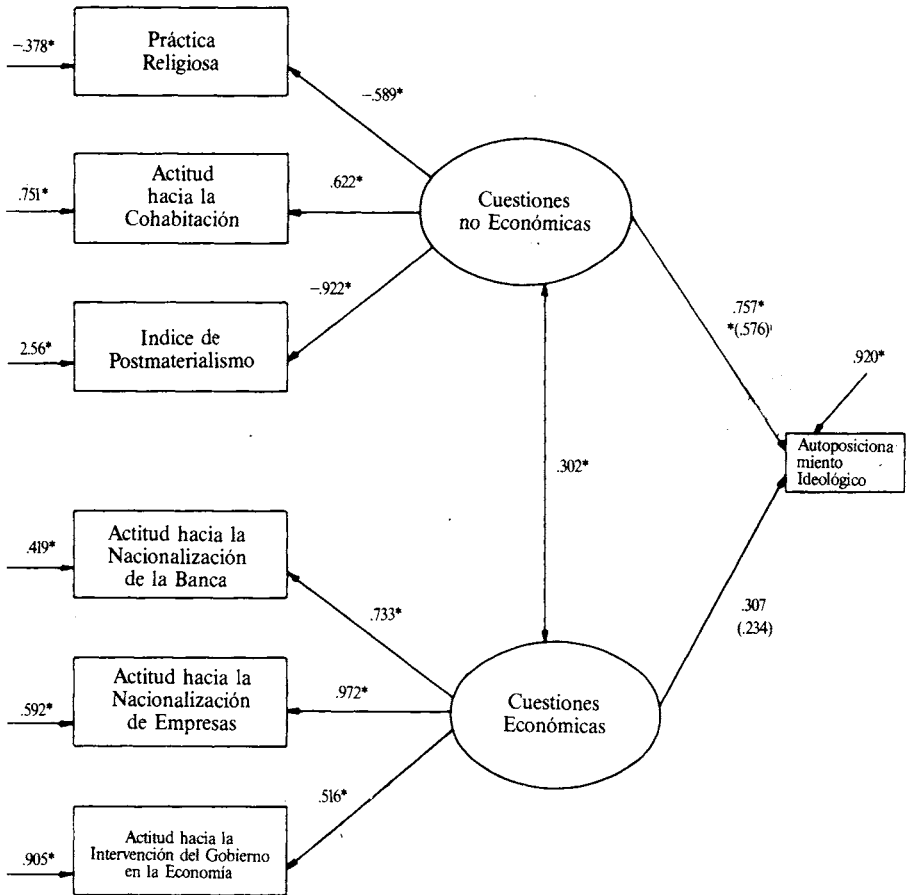 -.378*
Práctica
Religiosa
-.589*
.751*
Actitud
hacia la
Cohabitación
.622*
Cuestiones
no Económicas
-.922*
2.56*
Indice de
Postmaterialismo
.757*
*(.576)
.920*
.302*
Autoposiciona
miento
Ideológico
.419*
Actitud hacia la
Nacionalización
de la Banca
.733*
.307
(.234)
.592*
Actitud hacia la
Nacionalización
de Empresas
.972*
Cuestiones
Económicas
.516*
.905*
Actitud hacia la
Intervención del Gobierno
en la Economía